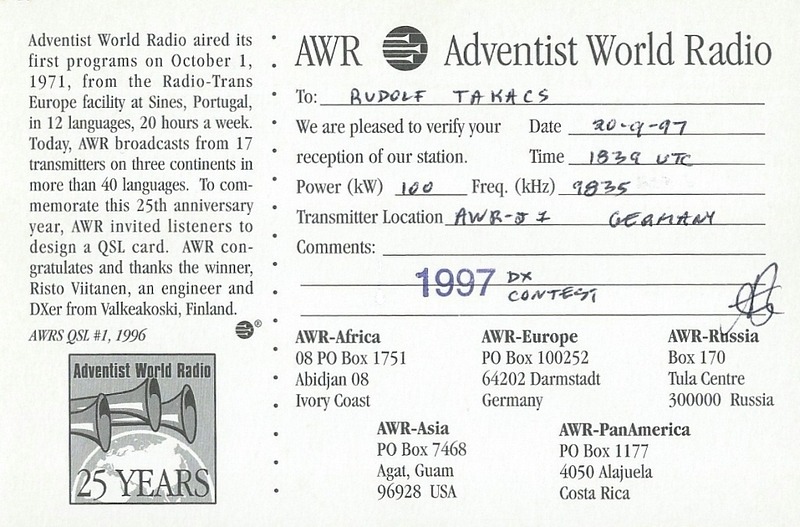 Adventist World Radio aired its
first programs on October 1,
1971, from the Radio-Trans
Europe facility at Sines, Portugal,
in 12 languages, 20 hours a week.
Today, AWR broadcasts from 17
transmitters on three continents in
more than 40 languages. To com-
memorate this 25th anniversary
year, AWR invited listeners to
design a QSL card. AWR con-
gratulates and thanks the winner,
Risto Viitanen, an engineer and
DXer from Valkeakoski, Finland.
AWRS QSL #1, 1996
®
Adventist World Radio
25 YEARS
AWR Adventist World Radio
To: RUDOLF TAKACS
We are pleased to verify your Date 20-9-97
reception of our station. Time 1839 UTC
Power (kW) 100 Freq. (kHz) 9835
Transmitter Location AWR-J1 GERMANY
Comments:
1997 DX
CONTEST
AWR-Africa
08 PO Box 1751
Abidjan 08
Ivory Coast
AWR-Europe
PO Box 100252
64202 Darmstadt
Germany
AWR-Russia
Box 170
Tula Centre
300000 Russia
AWR-Asia
PO Box 7468
Agat, Guam
96928 USA
AWR-PanAmerica
PO Box 1177
4050 Alajuela
Costa Rica